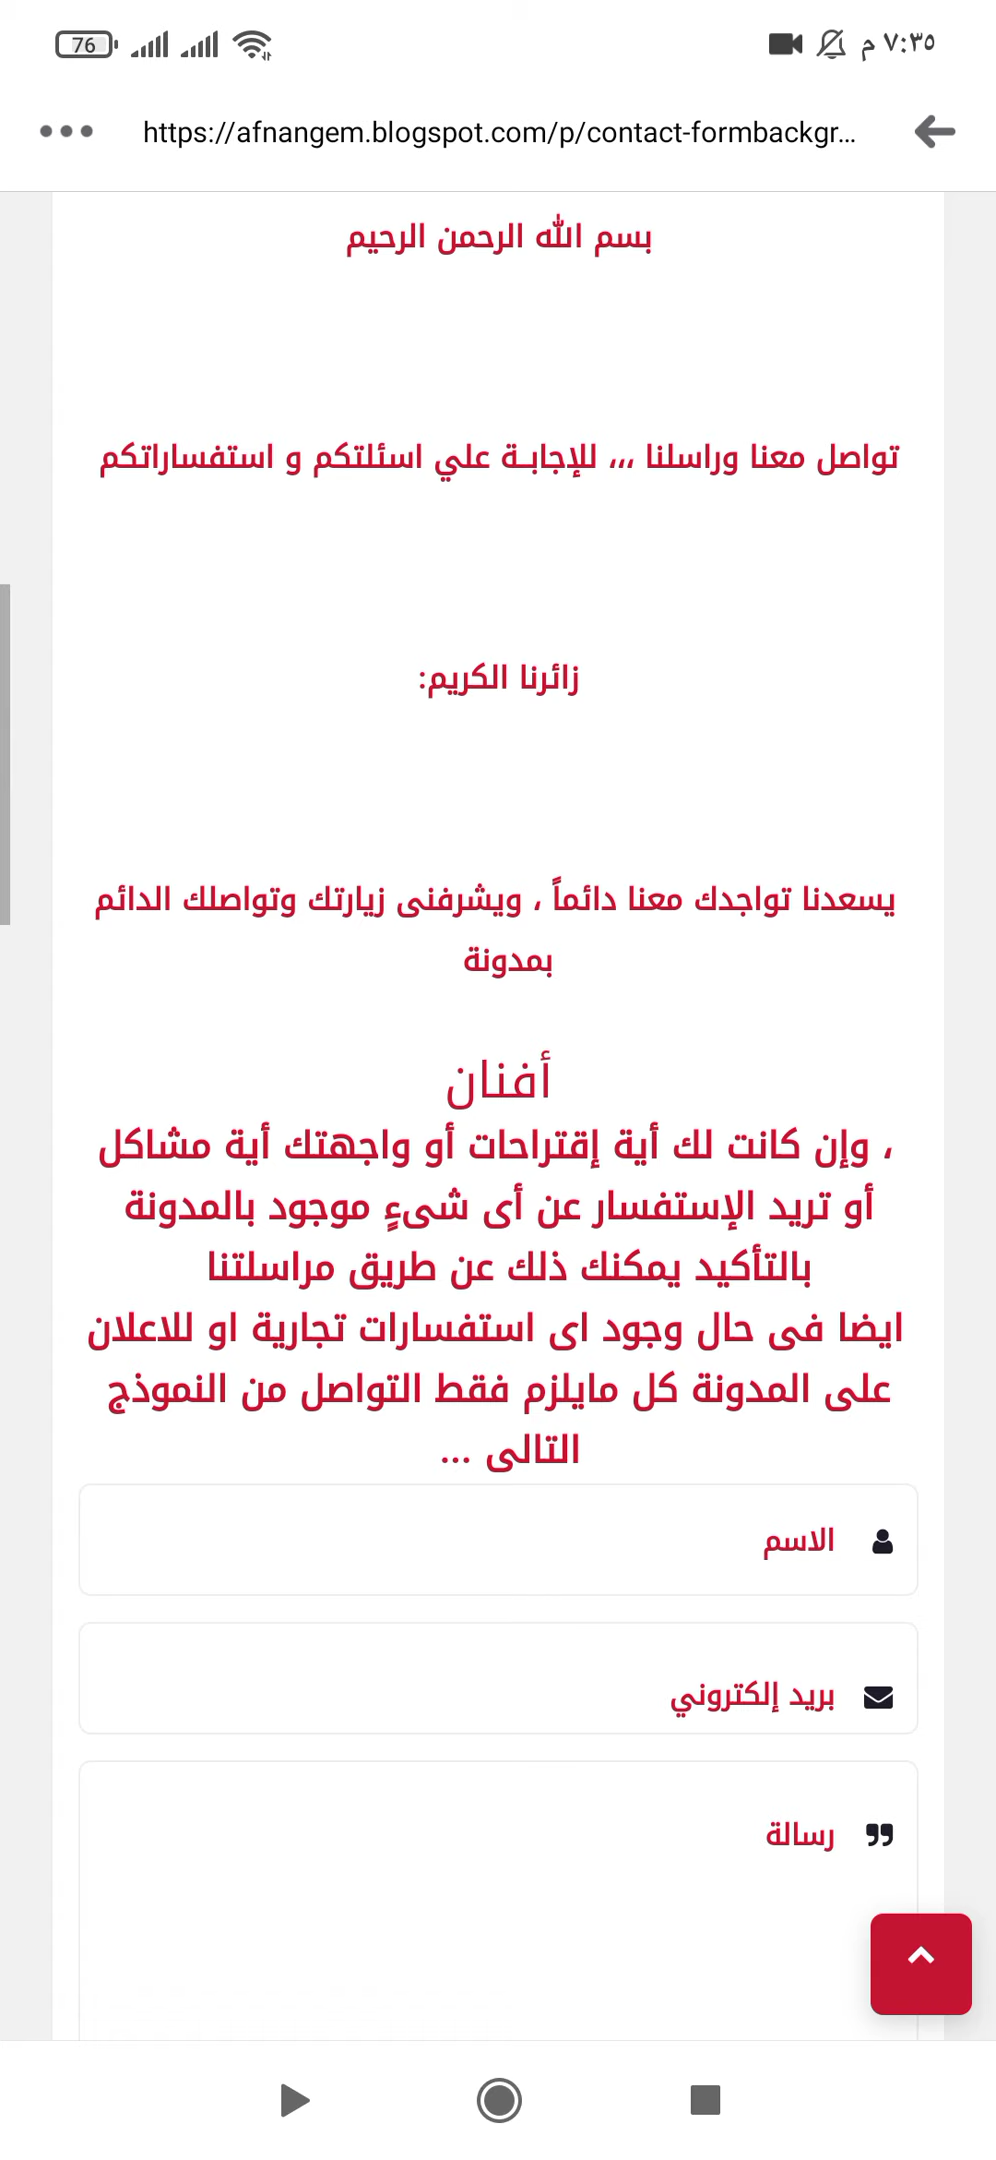 76
٧:٣٥ م
https://afnangem.blogspot.com/p/contact-formbackgr...
بسم الله الرحمن الرحيم
تواصل معنا وراسلنا ،،، للإجابــة علي اسئلتكم و استفساراتكم
زائرنا الكريم:
يسعدنا تواجدك معنا دائماً ، ويشرفنى زيارتك وتواصلك الدائم
بمدونة
أفنان
، وإن كانت لك أية إقتراحات أو واجهتك أية مشاكل
أو تريد الإستفسار عن أى شىءٍ موجود بالمدونة
بالتأكيد يمكنك ذلك عن طريق مراسلتنا
ايضا فى حال وجود اى استفسارات تجارية او للاعلان
على المدونة كل مايلزم فقط التواصل من النموذج
التالى ...
الاسم
بريد إلكتروني
رسالة